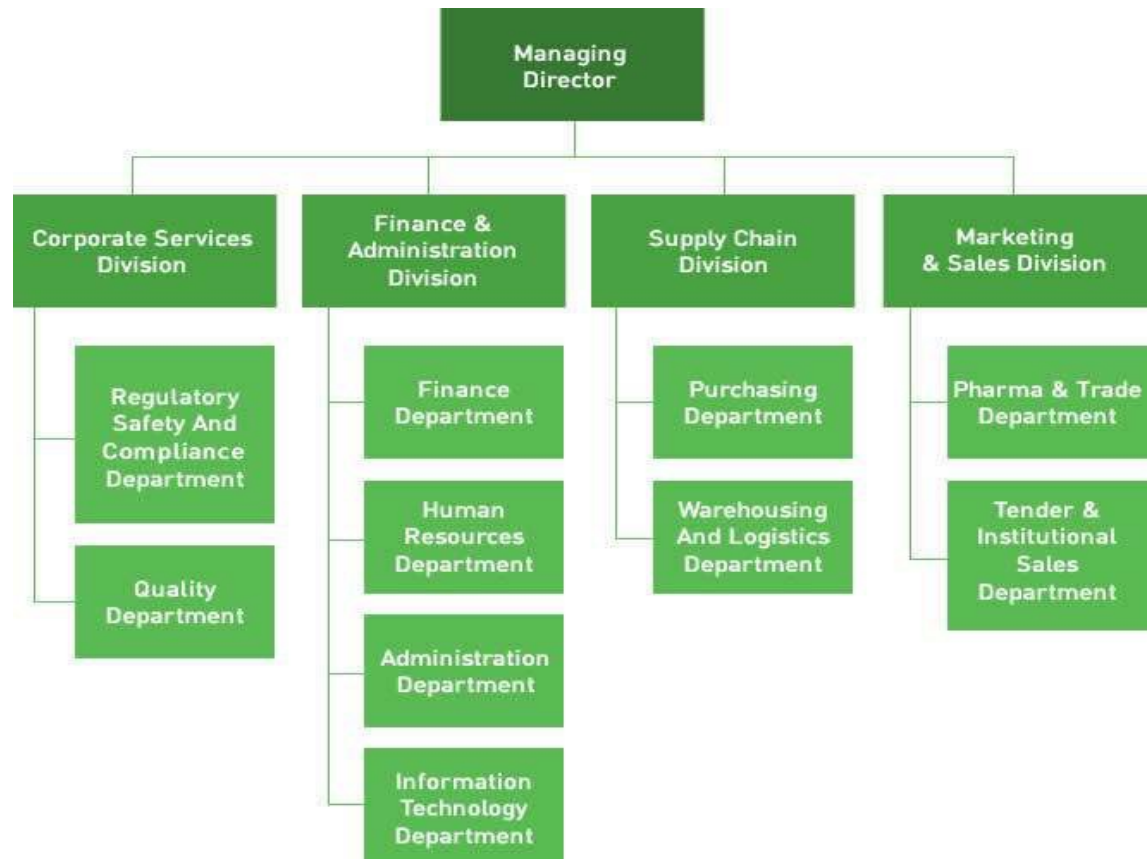 Managing
Director
Corporate Services
Division
Finance &
Administration
Division
Supply Chain
Division
Marketing
& Sales Division
Regulatory
Safety And
Compliance
Department
Quality
Department
Finance
Department
Human
Resources
Department
Administration
Department
Information
Technology
Department
Purchasing
Department
Warehousing
And Logistics
Department
Pharma & Trade
Department
Tender &
Institutional
Sales
Department